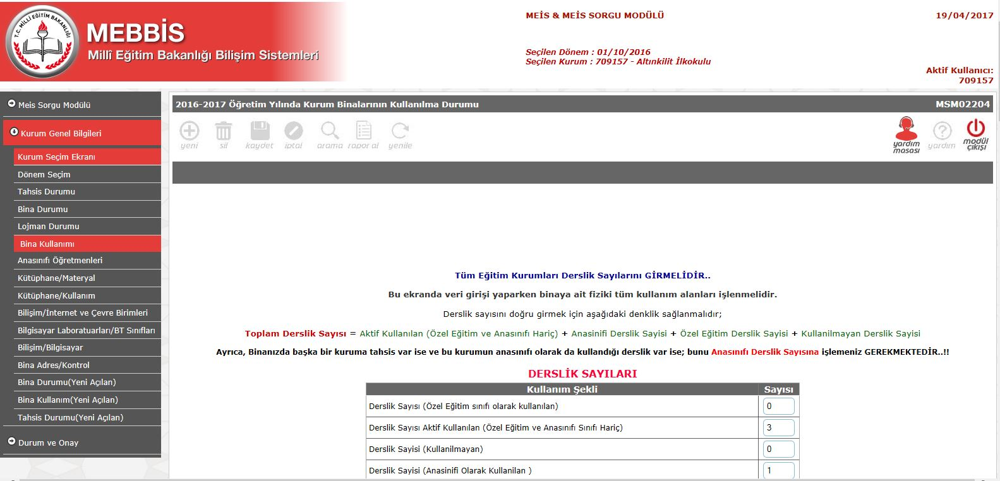 T.C. MİLLÎ EĞİTİM BAKANLIĞI
MEBBİS
Millî Eğitim Bakanlığı Bilişim Sistemleri
MEİS & MEİS SORGU MODÜLÜ
19/04/2017
Seçilen Dönem : 01/10/2016
Seçilen Kurum : 709157 - Altınkilit İlkokulu
Aktif Kullanıcı:
709157
Meis Sorgu Modülü
Kurum Genel Bilgileri
Kurum Seçim Ekranı
Dönem Seçim
Tahsis Durumu
Bina Durumu
Lojman Durumu
Bina Kullanımı
Anasınıfı Öğretmenleri
Kütüphane/Materyal
Kütüphane/Kullanım
Bilişim/İnternet ve Çevre Birimleri
Bilgisayar Laboratuarları/BT Sınıfları
Bilişim/Bilgisayar
Bina Adres/Kontrol
Bina Durumu(Yeni Açılan)
Bina Kullanım(Yeni Açılan)
Tahsis Durumu(Yeni Açılan)
Durum ve Onay
2016-2017 Öğretim Yılında Kurum Binalarının Kullanılma Durumu
MSM02204
yeni sil kaydet iptal arama rapor al yenile
yardım masası yardım modül çıkışı
Tüm Eğitim Kurumları Derslik Sayılarını GİRMELİDİR..
Bu ekranda veri girişi yaparken binaya ait fiziki tüm kullanım alanları işlenmelidir.
Derslik sayısını doğru girmek için aşağıdaki denklik sağlanmalıdır;
Toplam Derslik Sayısı = Aktif Kullanılan (Özel Eğitim ve Anasınıfı Hariç) + Anasinifi Derslik Sayisi + Özel Eğitim Derslik Sayisi + Kullanilmayan Derslik Sayisi
Ayrıca, Binanızda başka bir kuruma tahsis var ise ve bu kurumun anasınıfı olarak da kullandığı derslik var ise; bunu Anasınıfı Derslik Sayısına işlemeniz GEREKMEKTEDİR..!!
DERSLİK SAYILARI
Kullanım Şekli Sayısı
Derslik Sayısı (Özel Eğitim sınıfı olarak kullanılan) 0
Derslik Sayısı Aktif Kullanılan (Özel Eğitim ve Anasınıfı Sınıfı Hariç) 3
Derslik Sayisi (Kullanilmayan) 0
Derslik Sayisi (Anasinifi Olarak Kullanilan ) 1